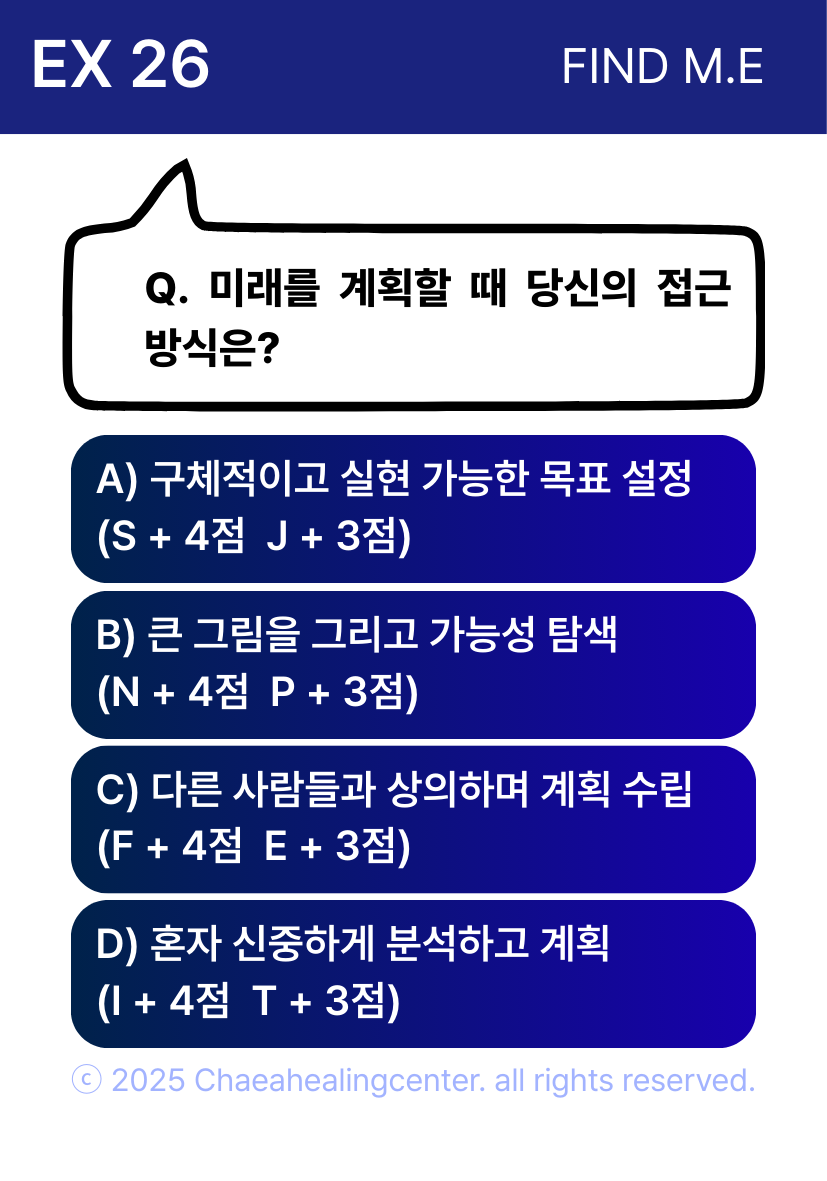 EX 26
FIND M.E
Q. 미래를 계획할 때 당신의 접근
방식은?
A) 구체적이고 실현 가능한 목표 설정
(S + 4점 J + 3점)
B) 큰 그림을 그리고 가능성 탐색
(N + 4점 P + 3점)
C) 다른 사람들과 상의하며 계획 수립
(F + 4점 E + 3점)
D) 혼자 신중하게 분석하고 계획
(I + 4점 T + 3점)
ⓒ 2025 Chaeahealingcenter. all rights reserved.